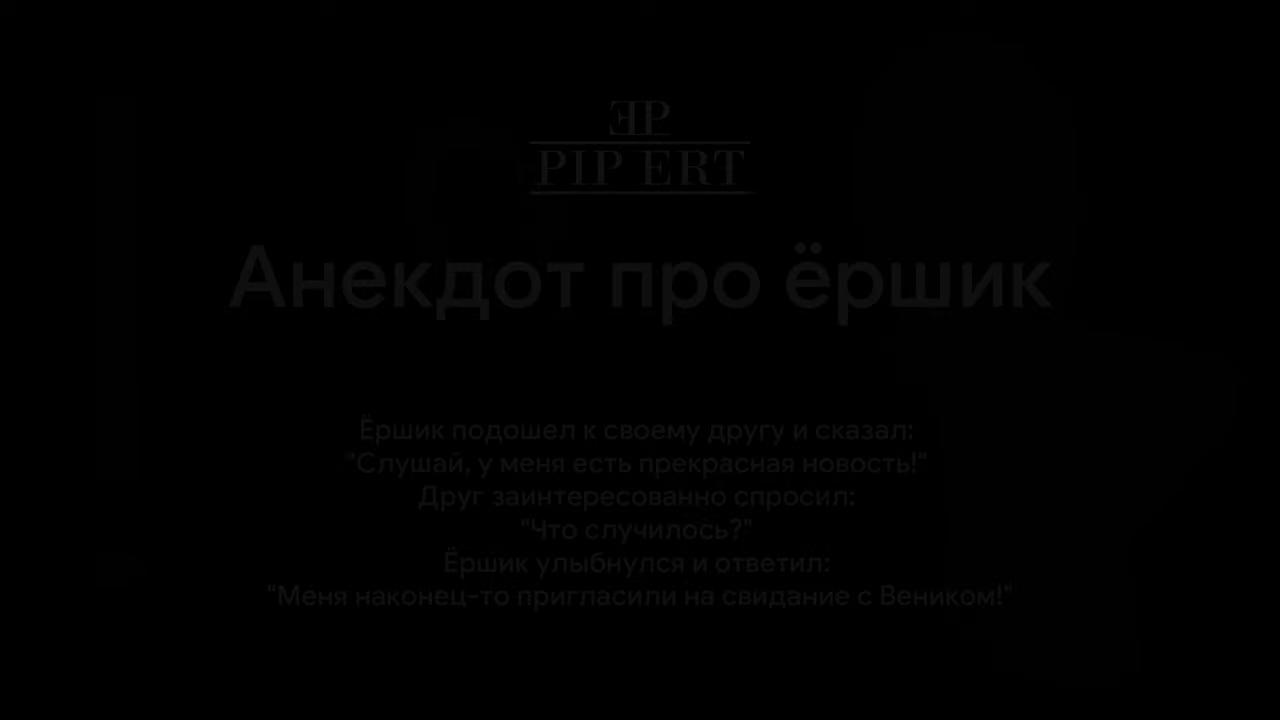 ЭP
PIP ERT
Анекдот про ёршик
Ёршик подошел к своему другу и сказал:
"Слушай, у меня есть прекрасная новость!"
Друг заинтересованно спросил:
"Что случилось?"
Ёршик улыбнулся и ответил:
"Меня наконец-то пригласили на свидание с Веником!"